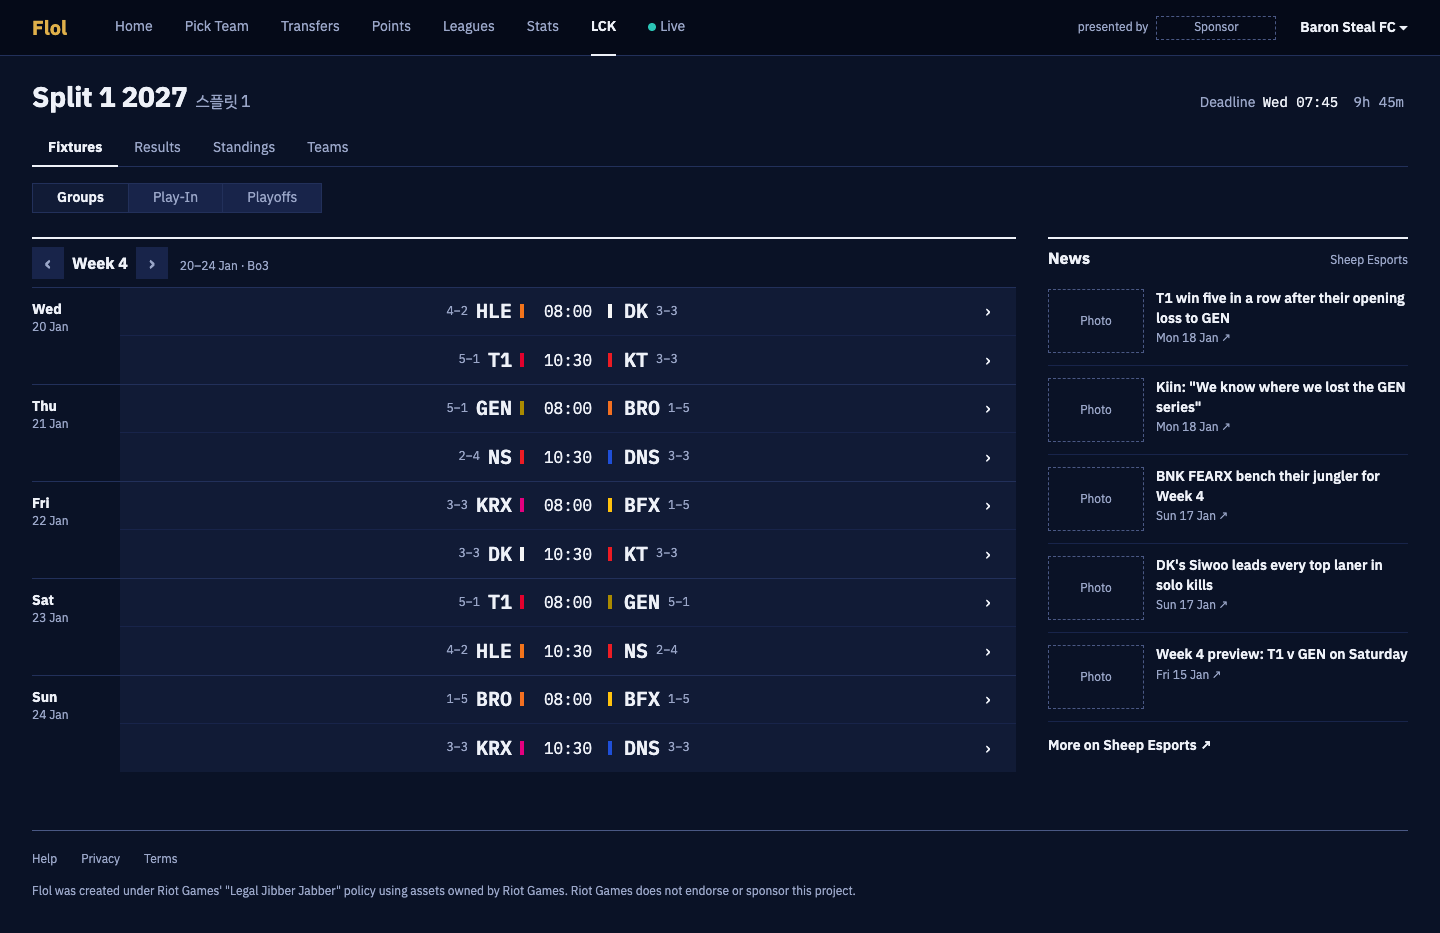 Flol Home Pick Team Transfers Points Leagues Stats LCK Live presented by Sponsor Baron Steal FC
Split 1 2027 스플릿 1 Deadline Wed 07:45 9h 45m
Fixtures Results Standings Teams
Groups Play-In Playoffs
‹ Week 4 › 20–24 Jan · Bo3
Wed
20 Jan
4–2 HLE 08:00 DK 3–3 ›
5–1 T1 10:30 KT 3–3 ›
Thu
21 Jan
5–1 GEN 08:00 BRO 1–5 ›
2–4 NS 10:30 DNS 3–3 ›
Fri
22 Jan
3–3 KRX 08:00 BFX 1–5 ›
3–3 DK 10:30 KT 3–3 ›
Sat
23 Jan
5–1 T1 08:00 GEN 5–1 ›
4–2 HLE 10:30 NS 2–4 ›
Sun
24 Jan
1–5 BRO 08:00 BFX 1–5 ›
3–3 KRX 10:30 DNS 3–3 ›
News Sheep Esports
Photo
T1 win five in a row after their opening
loss to GEN
Mon 18 Jan ↗
Photo
Kiin: "We know where we lost the GEN
series"
Mon 18 Jan ↗
Photo
BNK FEARX bench their jungler for
Week 4
Sun 17 Jan ↗
Photo
DK's Siwoo leads every top laner in
solo kills
Sun 17 Jan ↗
Photo
Week 4 preview: T1 v GEN on Saturday
Fri 15 Jan ↗
More on Sheep Esports ↗
Help Privacy Terms
Flol was created under Riot Games' "Legal Jibber Jabber" policy using assets owned by Riot Games. Riot Games does not endorse or sponsor this project.